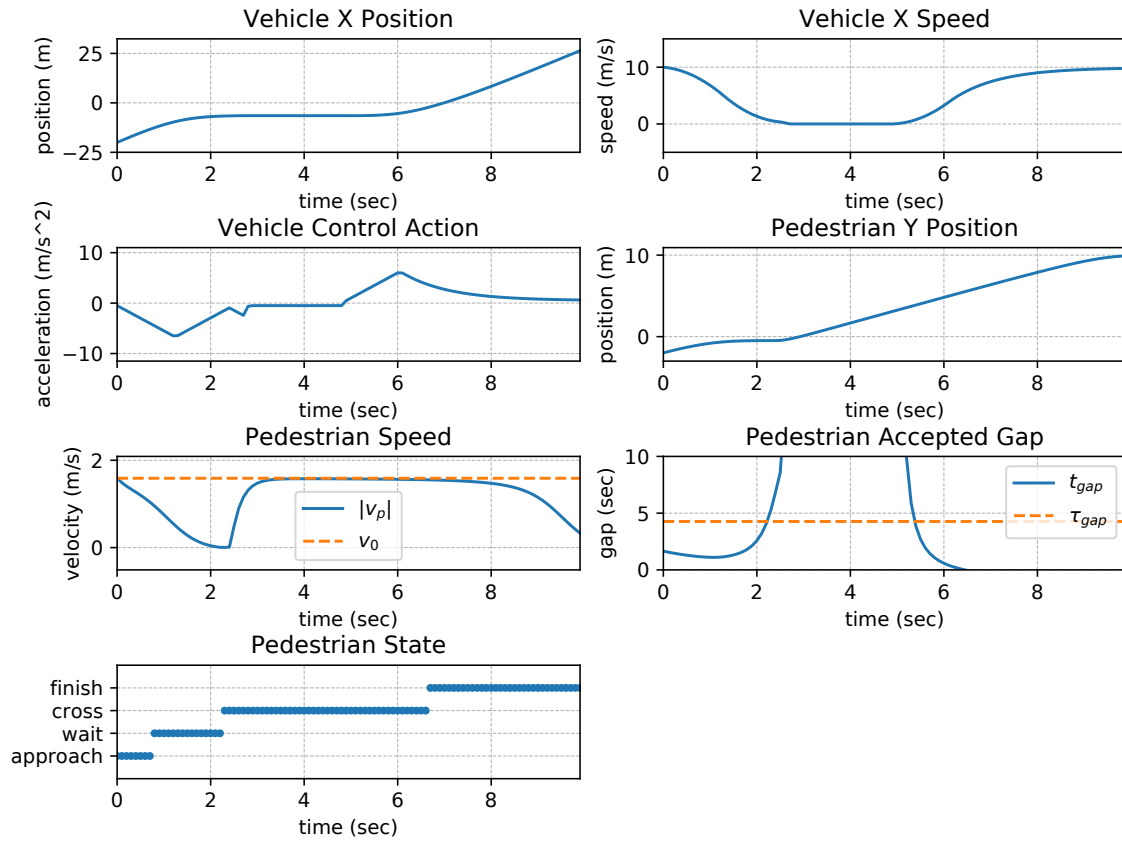 Vehicle X Position
position (m)
25
0
−25
0 2 4 6 8
time (sec)
Vehicle X Speed
speed (m/s)
10
0
0 2 4 6 8
time (sec)
Vehicle Control Action
acceleration (m/s^2)
10
0
−10
0 2 4 6 8
time (sec)
Pedestrian Y Position
position (m)
10
0
0 2 4 6 8
time (sec)
Pedestrian Speed
velocity (m/s)
2
0
|v_p|
v_0
0 2 4 6 8
time (sec)
Pedestrian Accepted Gap
gap (sec)
10
5
0
t_gap
τ_gap
0 2 4 6 8
time (sec)
Pedestrian State
finish
cross
wait
approach
0 2 4 6 8
time (sec)